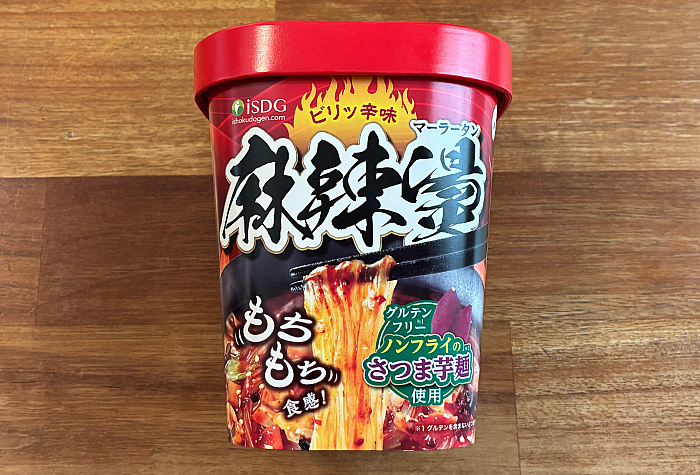 iSDG
ishokudogen.com
ビリッ辛味
マーラータン
麻辣湯
もち
もち
食感!
グルテン
フリー※1
ノンフライの
さつま芋麺
使用